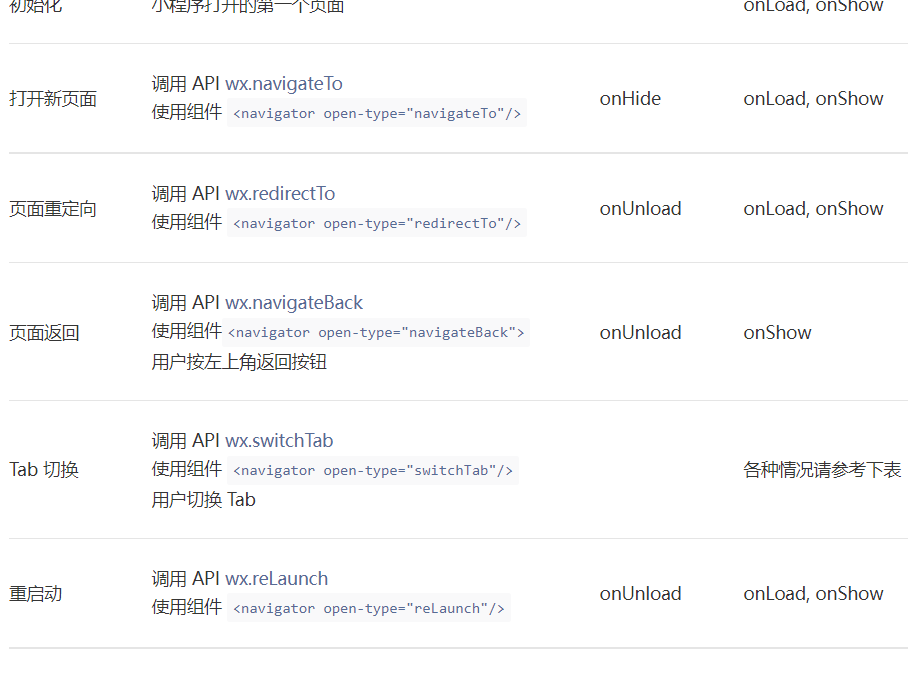 初始化 小程序打开的第一个页面 onLoad, onShow
打开新页面
调用 API wx.navigateTo
使用组件 <navigator open-type="navigateTo"/>
onHide
onLoad, onShow
页面重定向
调用 API wx.redirectTo
使用组件 <navigator open-type="redirectTo"/>
onUnload
onLoad, onShow
页面返回
调用 API wx.navigateBack
使用组件 <navigator open-type="navigateBack">
用户按左上角返回按钮
onUnload
onShow
Tab 切换
调用 API wx.switchTab
使用组件 <navigator open-type="switchTab"/>
用户切换 Tab
各种情况请参考下表
重启动
调用 API wx.reLaunch
使用组件 <navigator open-type="reLaunch"/>
onUnload
onLoad, onShow